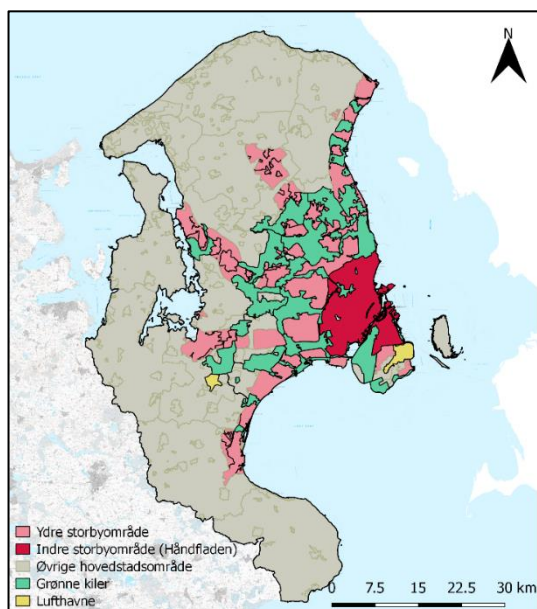 N
Ydre storbyområde
Indre storbyområde (Håndfladen)
Øvrige hovedstadsområde
Grønne kiler
Lufthavne
0 7.5 15 22.5 30 km